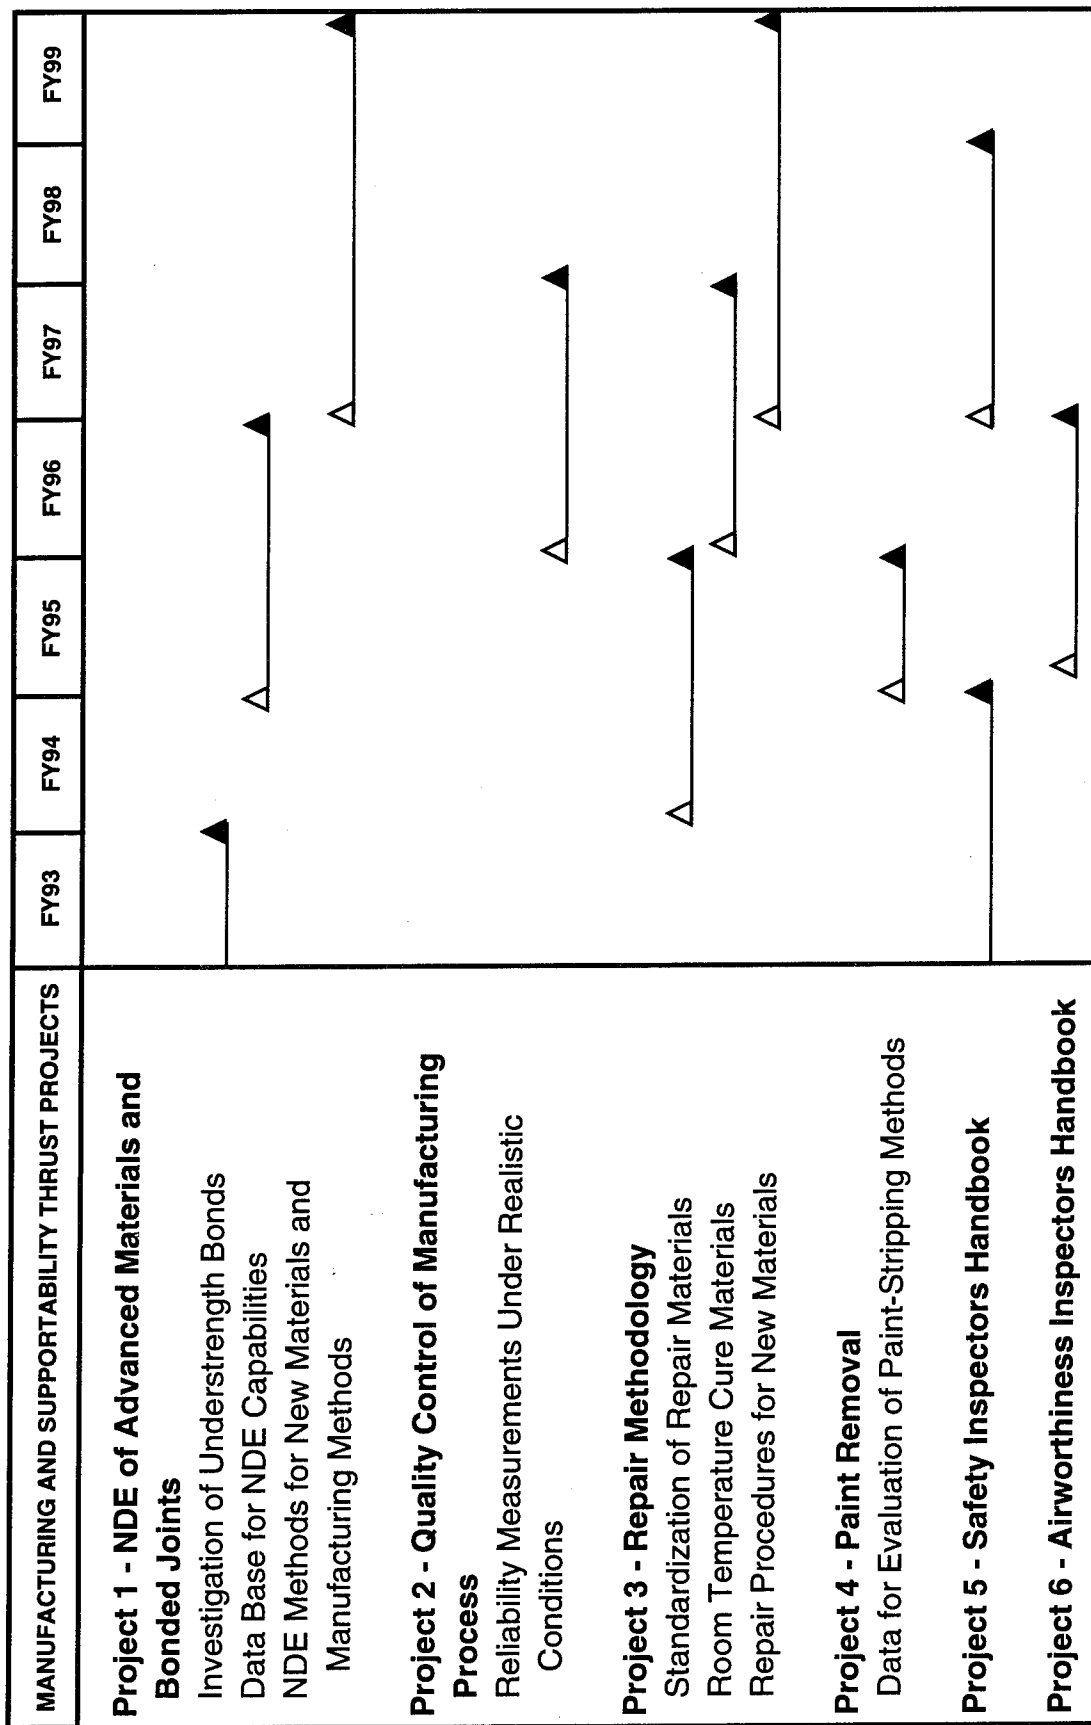 MANUFACTURING AND SUPPORTABILITY THRUST PROJECTS
FY93
FY94
FY95
FY96
FY97
FY98
FY99
Project 1 - NDE of Advanced Materials and
Bonded Joints
Investigation of Understrength Bonds
Data Base for NDE Capabilities
NDE Methods for New Materials and
Manufacturing Methods
Project 2 - Quality Control of Manufacturing
Process
Reliability Measurements Under Realistic
Conditions
Project 3 - Repair Methodology
Standardization of Repair Materials
Room Temperature Cure Materials
Repair Procedures for New Materials
Project 4 - Paint Removal
Data for Evaluation of Paint-Stripping Methods
Project 5 - Safety Inspectors Handbook
Project 6 - Airworthiness Inspectors Handbook